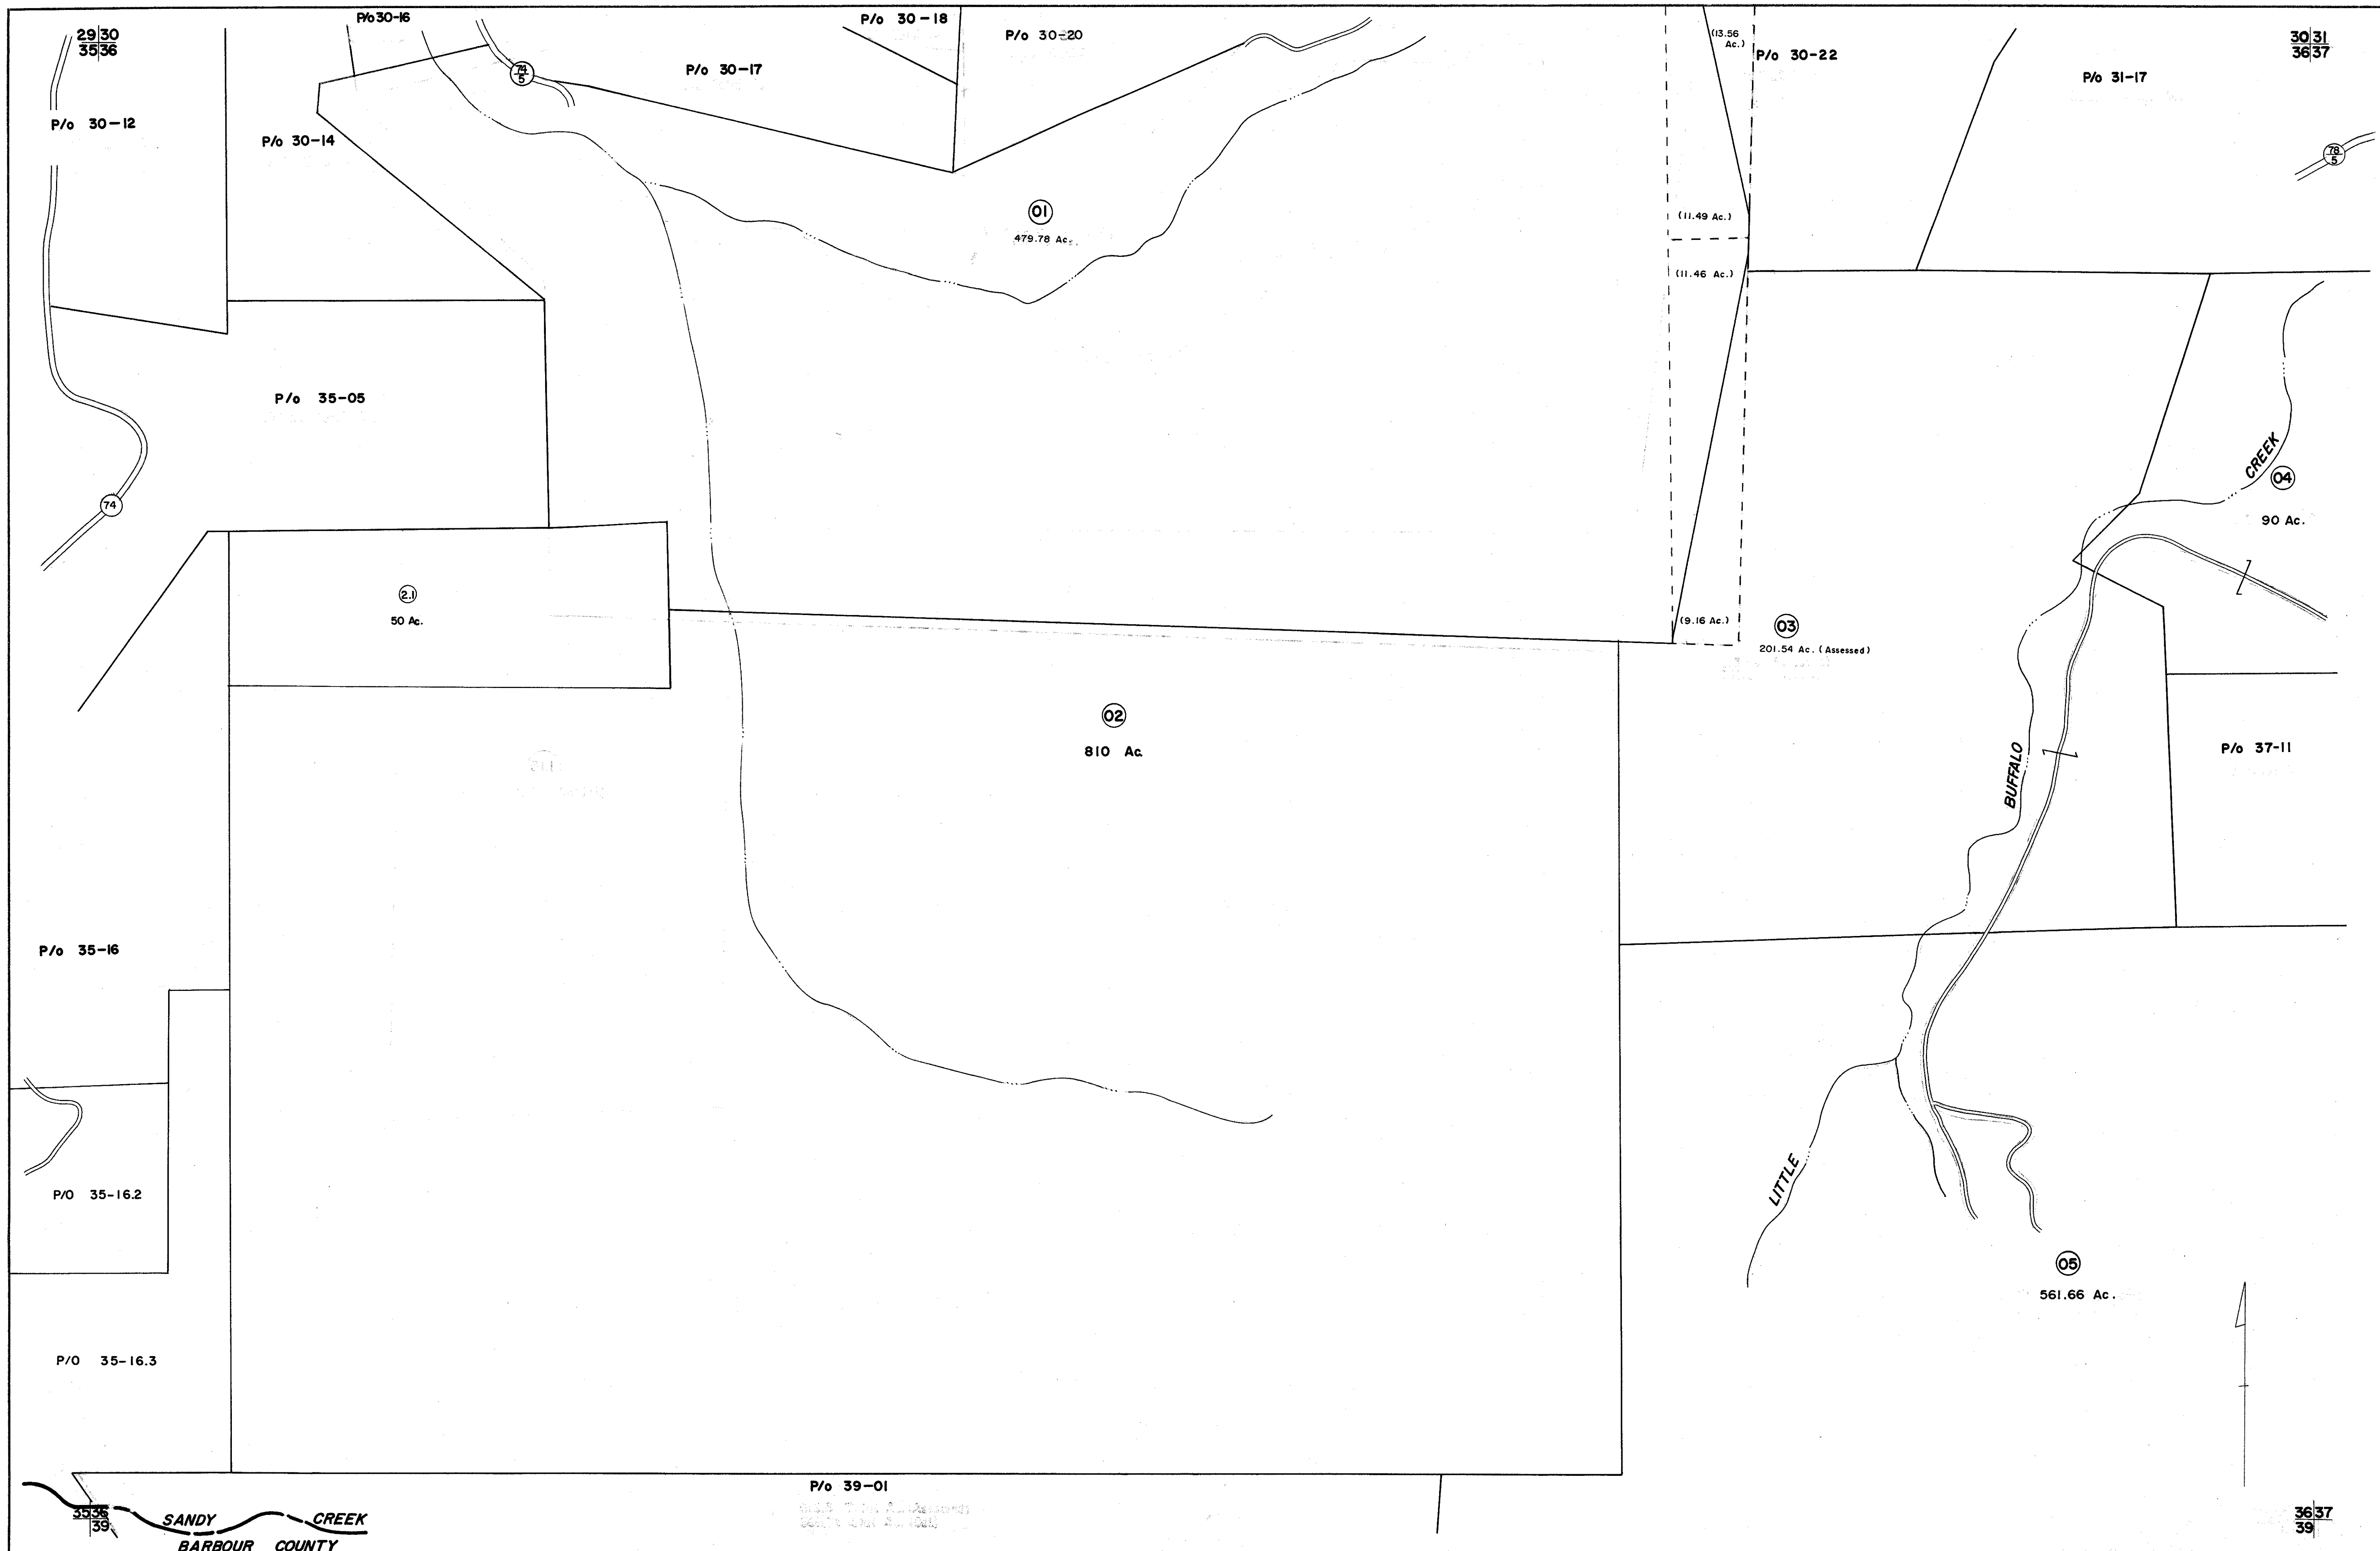 29 30
35 36
P/o 30-16
74
5
P/o 30-17
P/o 30-18
P/o 30-20
(13.56
Ac.)
P/o 30-22
P/o 31-17
30 31
36 37
78
5
P/o 30-12
P/o 30-14
01
479.78 Ac.
(11.49 Ac.)
(11.46 Ac.)
P/o 35-05
74
CREEK
04
90 Ac.
2.1
50 Ac.
(9.16 Ac.)
03
201.54 Ac. (Assessed)
02
810 Ac.
BUFFALO
P/o 37-11
P/o 35-16
LITTLE
P/O 35-16.2
05
561.66 Ac.
P/O 35-16.3
P/o 39-01
35 36
39
SANDY CREEK
BARBOUR COUNTY
36 37
39